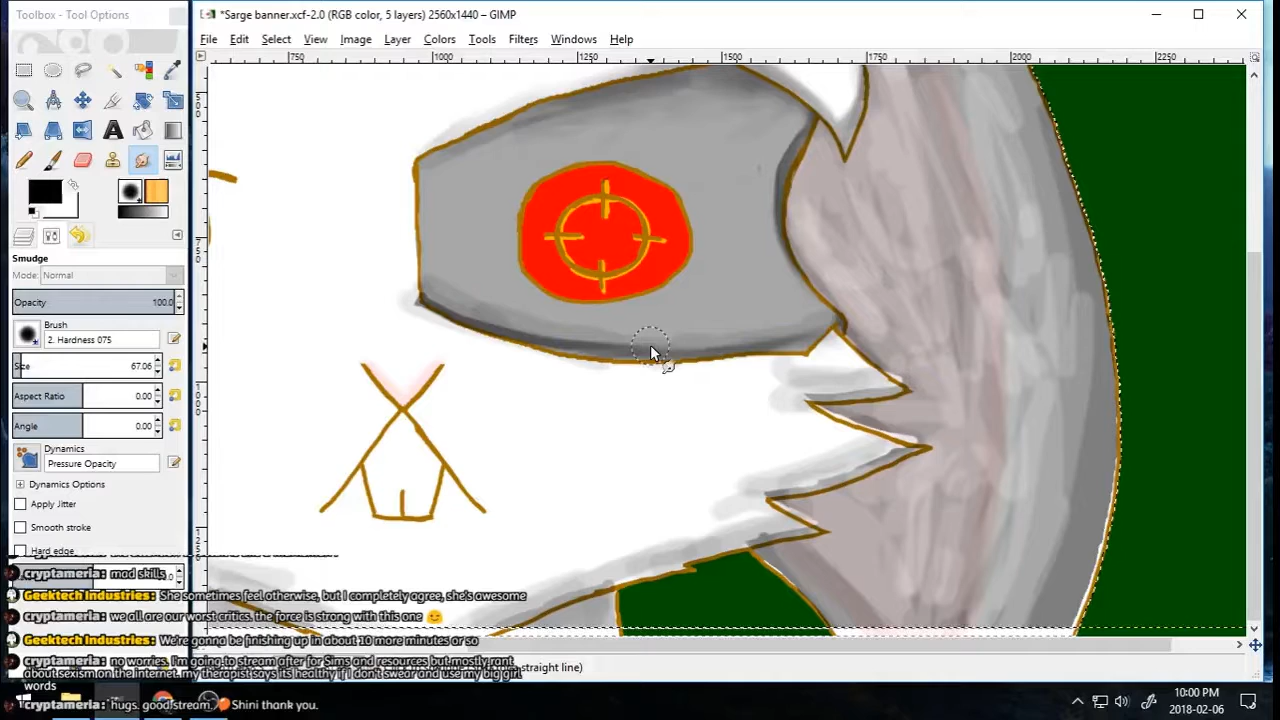 Toolbox - Tool Options
*Sarge banner.xcf-2.0 (RGB color, 5 layers) 2560x1440 – GIMP
File Edit Select View Image Layer Colors Tools Filters Windows Help
750 1000 1250 1500 1750 2000 2250
500
750
1000
1250
Smudge
Mode: Normal
Opacity 100.0
Brush
2. Hardness 075
Size 67.06
Aspect Ratio 0.00
Angle 0.00
Dynamics
Pressure Opacity
Dynamics Options
Apply Jitter
Smooth stroke
Hard edge
cryptameria: mad skills
Geektech Industries: She sometimes feel otherwise, but I completely agree, she's awesome
cryptameria: we all are our worst critics. the force is strong with this one
Geektech Industries: We're gonna be finishing up in about 10 more minutes or so
cryptameria: no worries. I'm going to stream after for Sims and resources but mostly rant
about sexism on the internet. my therapist says its healthy if I don't swear and use my big girl
words
straight line)
cryptameria: hugs. good stream. Shini thank you.
10:00 PM
2018-02-06